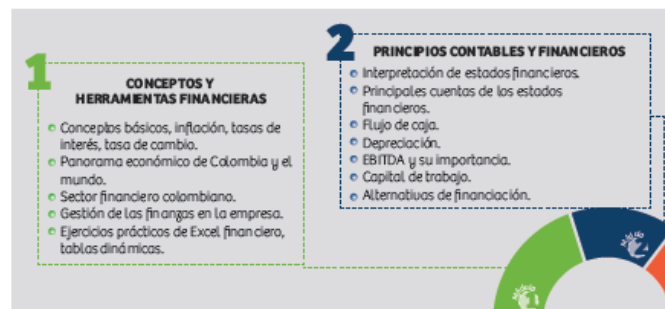 1
CONCEPTOS Y
HERRAMIENTAS FINANCIERAS
Conceptos básicos, inflación, tasas de
interés, tasa de cambio.
Panorama económico de Colombia y el
mundo.
Sector financiero colombiano.
Gestión de las finanzas en la empresa.
Ejercicios prácticos de Excel financiero,
tablas dinámicas.
2
PRINCIPIOS CONTABLES Y FINANCIEROS
Interpretación de estados financieros.
Principales cuentas de los estados
financieros.
Flujo de caja.
Depreciación.
EBITDA y su importancia.
Capital de trabajo.
Alternativas de financiación.